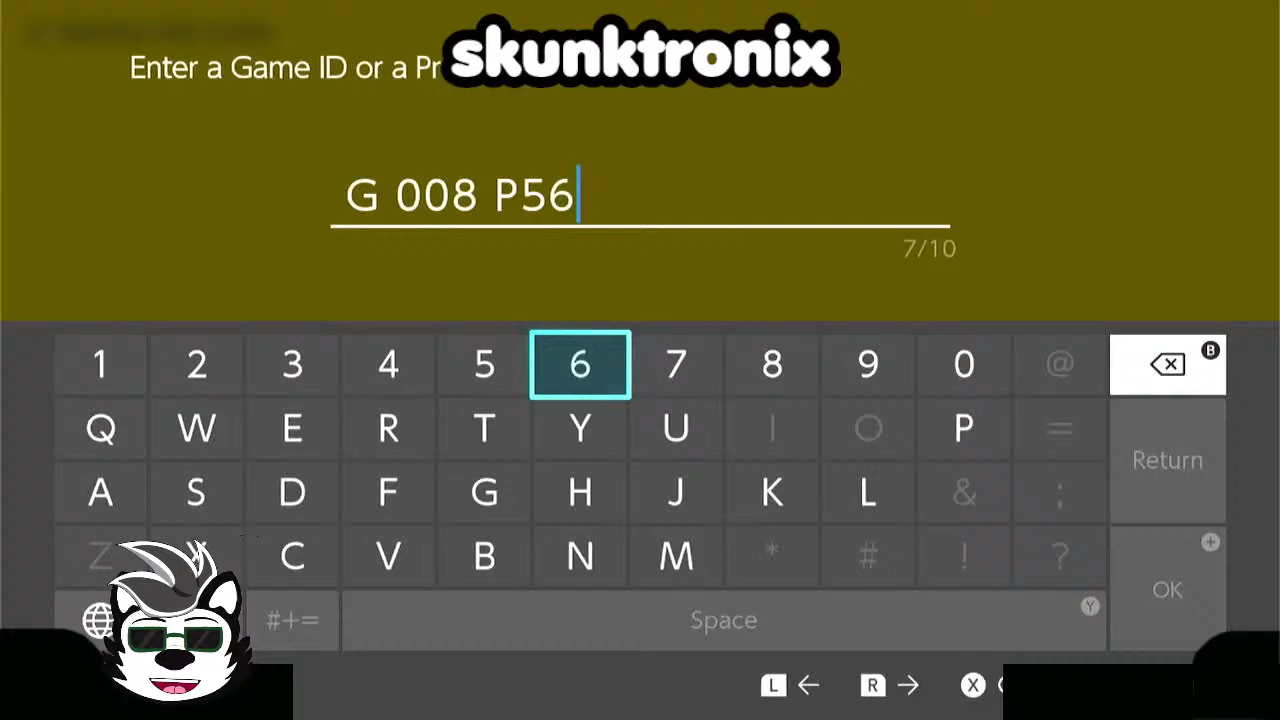 skunktronix
Enter a Game ID or a Pr
G 008 P56
7/10
1 2 3 4 5 6 7 8 9 0 @ B
Q W E R T Y U I O P = Return
A S D F G H J K L & ;
Z X C V B N M * # ! ? + OK
#+= Space Y
L ← R → X